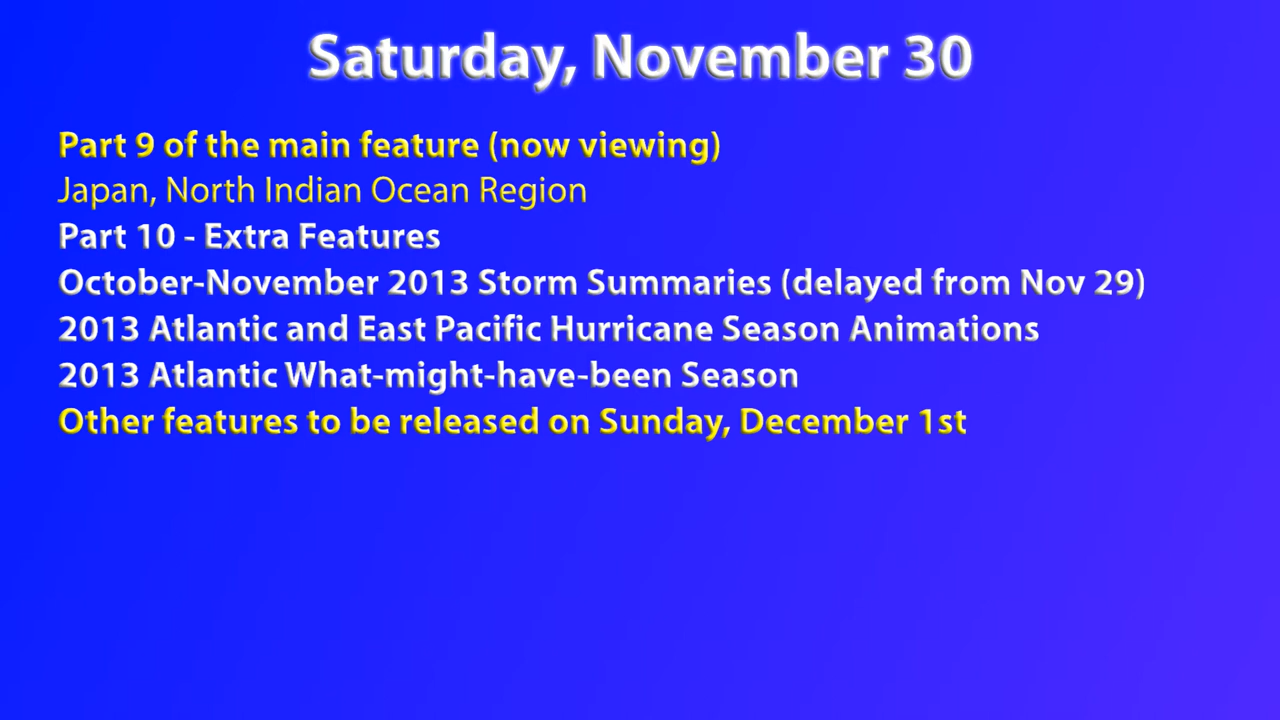 Saturday, November 30
Part 9 of the main feature (now viewing)
Japan, North Indian Ocean Region
Part 10 - Extra Features
October-November 2013 Storm Summaries (delayed from Nov 29)
2013 Atlantic and East Pacific Hurricane Season Animations
2013 Atlantic What-might-have-been Season
Other features to be released on Sunday, December 1st